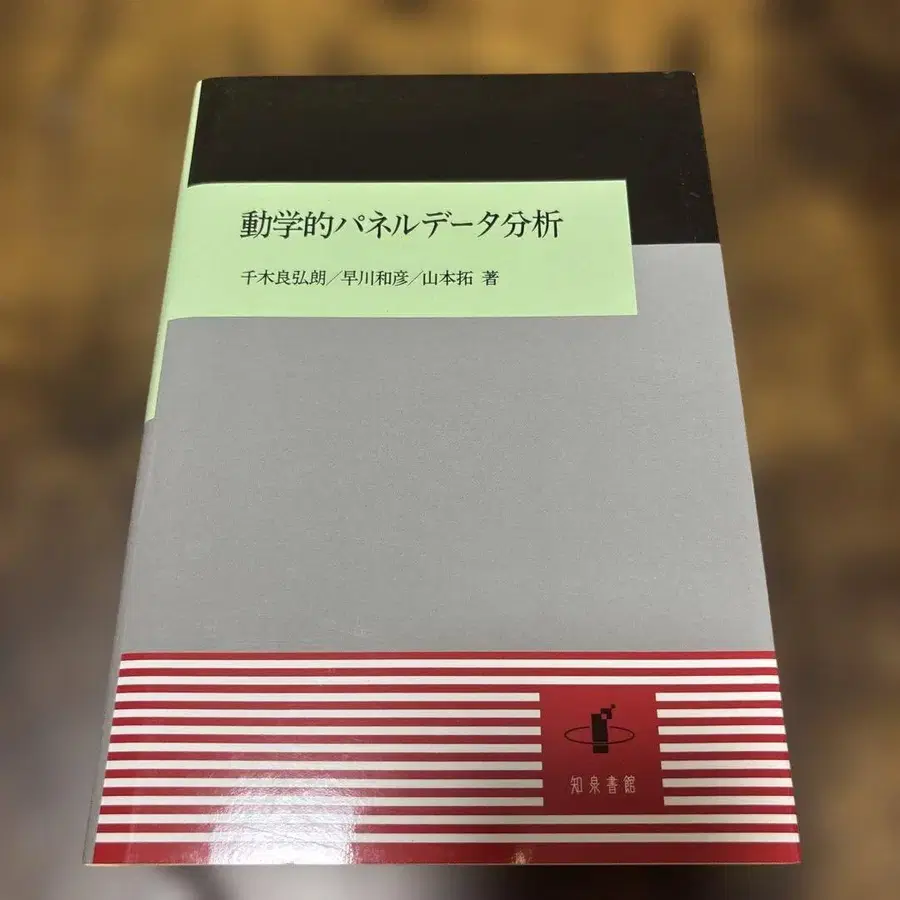 動学的パネルデータ分析
千木良弘朗/早川和彦/山本拓 著
知泉書館